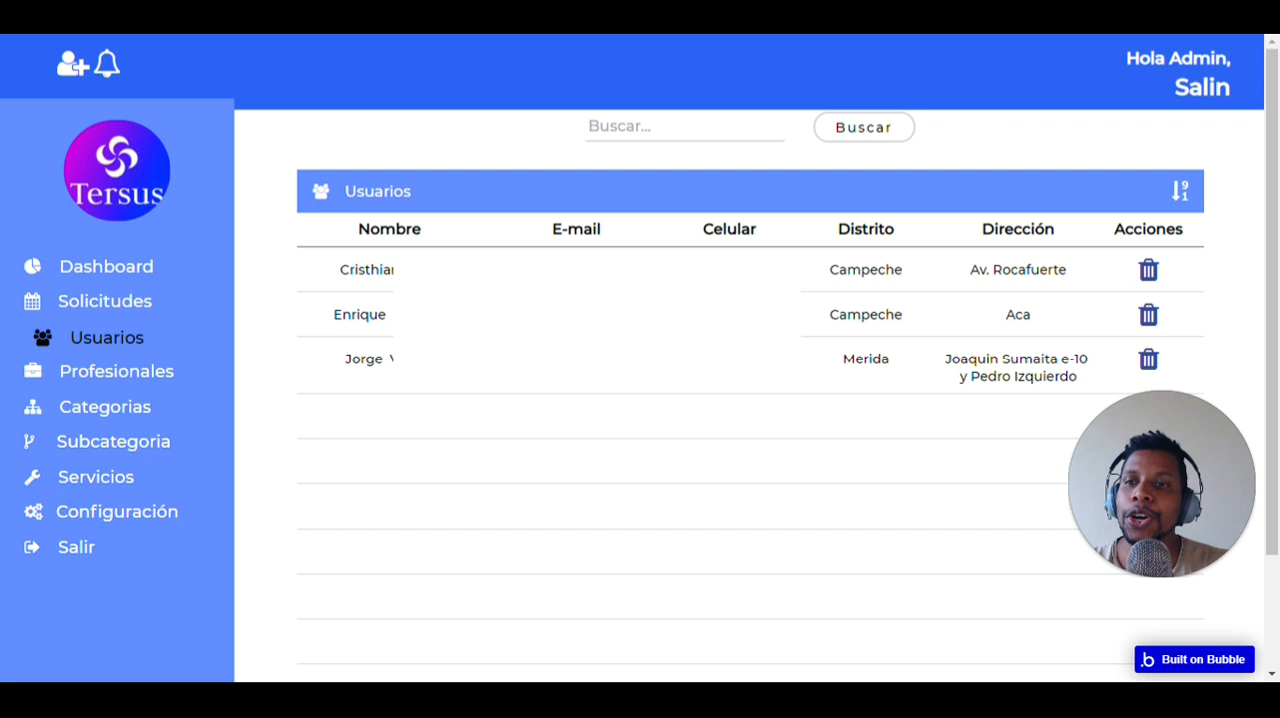 Hola Admin,
Salin
Tersus
Dashboard
Solicitudes
Usuarios
Profesionales
Categorias
Subcategoria
Servicios
Configuración
Salir
Buscar...
Buscar
Usuarios
Nombre E-mail Celular Distrito Dirección Acciones
Campeche Av. Rocafuerte
Enrique Campeche Aca
Jorge Merida Joaquin Sumaita e-10
y Pedro Izquierdo
Built on Bubble